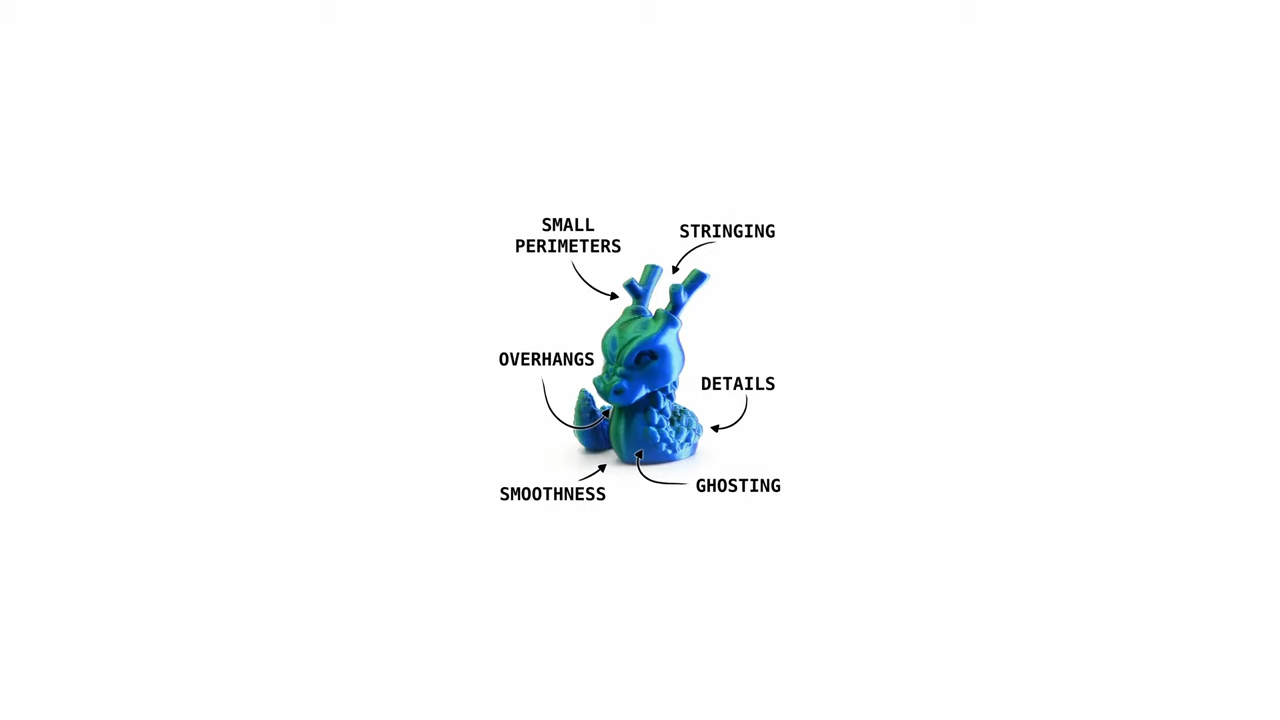 SMALL
PERIMETERS
STRINGING
OVERHANGS
DETAILS
SMOOTHNESS
GHOSTING